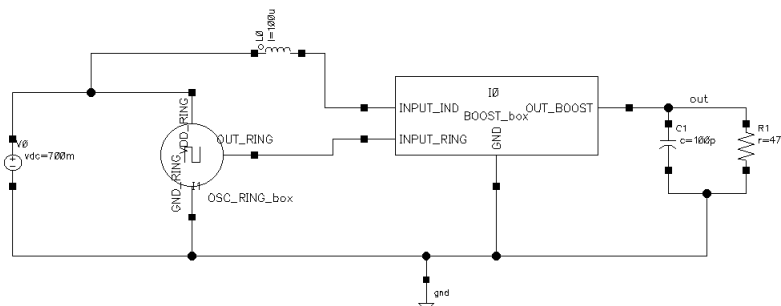 L0
l=100u
V0
vdc=700m
VDD_RING
OUT_RING
GND_RING
I1
OSC_RING_box
I0
INPUT_IND
BOOST_box
OUT_BOOST
INPUT_RING
GND
out
C1
c=100p
R1
r=47
gnd